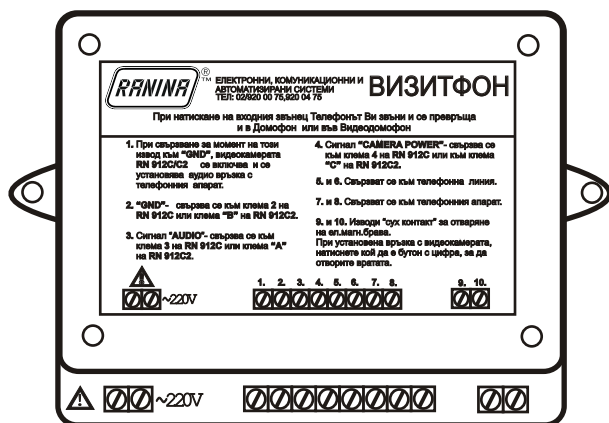 RANINA ® ™
ЕЛЕКТРОННИ, КОМУНИКАЦИОННИ И
АВТОМАТИЗИРАНИ СИСТЕМИ
ТЕЛ: 02/920 00 75,920 04 75
ВИЗИТФОН
При натискане на входния звънец Телефонът Ви звъни и се превръща
и в Домофон или във Видеодомофон
1. При свързване за момент на този
извод към "GND", видеокамерата
RN 912C/C2 се включва и се
установява аудио връзка с
телефонния апарат.
2. "GND"- свързва се към клема 2 на
RN 912C или клема "B" на RN 912C2.
3. Сигнал "AUDIO"- свързва се към
клема 3 на RN 912C или клема "A"
на RN 912C2.
4. Сигнал "CAMERA POWER"- свързва се
към клема 4 на RN 912C или към клема
"C" на RN 912C2.
5. и 6. Свързват се към телефонна линия.
7. и 8. Свързват се към телефонния апарат.
9. и 10. Изводи "сух контакт" за отваряне
на ел.магн.брава.
При установена връзка с видеокамерата,
натиснете кой да е бутон с цифра, за да
отворите вратата.
1. 2. 3. 4. 5. 6. 7. 8. 9. 10.
~220V
~220V